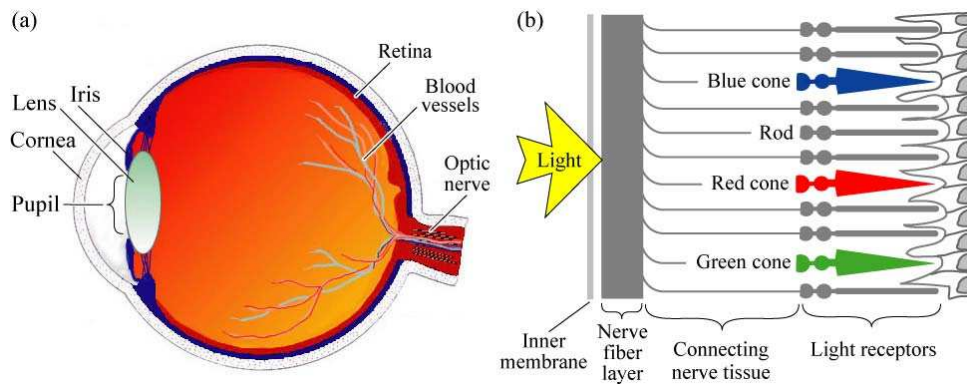 (a)
Retina
Blood
vessels
Iris
Lens
Cornea
Optic
nerve
Pupil
(b)
Blue cone
Rod
Light
Red cone
Green cone
Inner
membrane
Nerve
fiber
layer
Connecting
nerve tissue
Light receptors